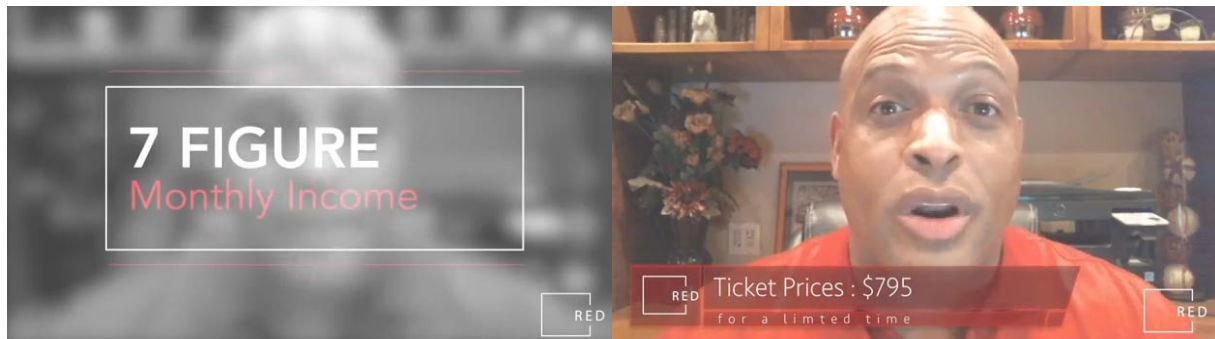 7 FIGURE
Monthly Income
RED
RED
Ticket Prices : $795
for a limted time
RED